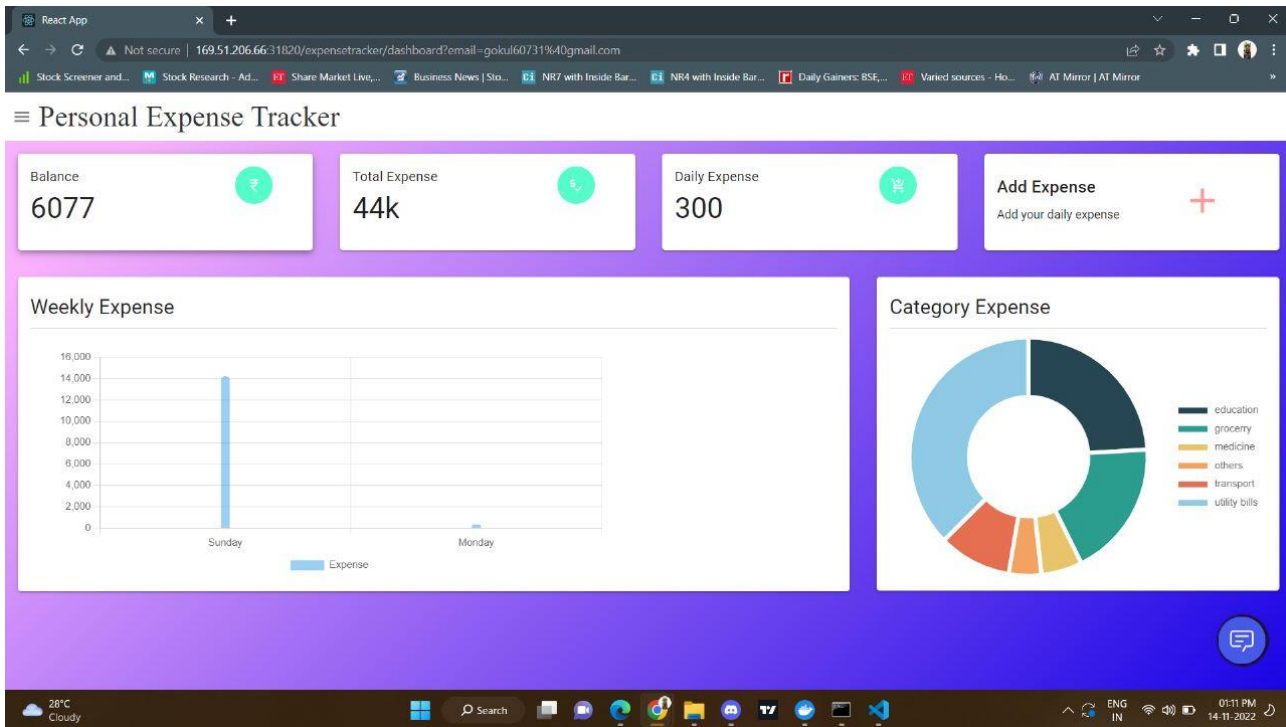 React App
Not secure | 169.51.206.66:31820/expensetracker/dashboard?email=gokul60731%40gmail.com
Stock Screener and... Stock Research - Ad... ET Share Market Live,... Business News | Sto... Ci NR7 with Inside Bar... Ci NR4 with Inside Bar... Daily Gainers: BSE,... ET Varied sources - Ho... AT Mirror | AT Mirror »
Personal Expense Tracker
Balance
6077
₹
Total Expense
44k
Daily Expense
300
Add Expense
Add your daily expense
Weekly Expense
16,000
14,000
12,000
10,000
8,000
6,000
4,000
2,000
0
Sunday Monday
Expense
Category Expense
education
grocerry
medicine
others
transport
utility bills
28°C
Cloudy
Search
ENG
IN
01:11 PM
14-11-2022